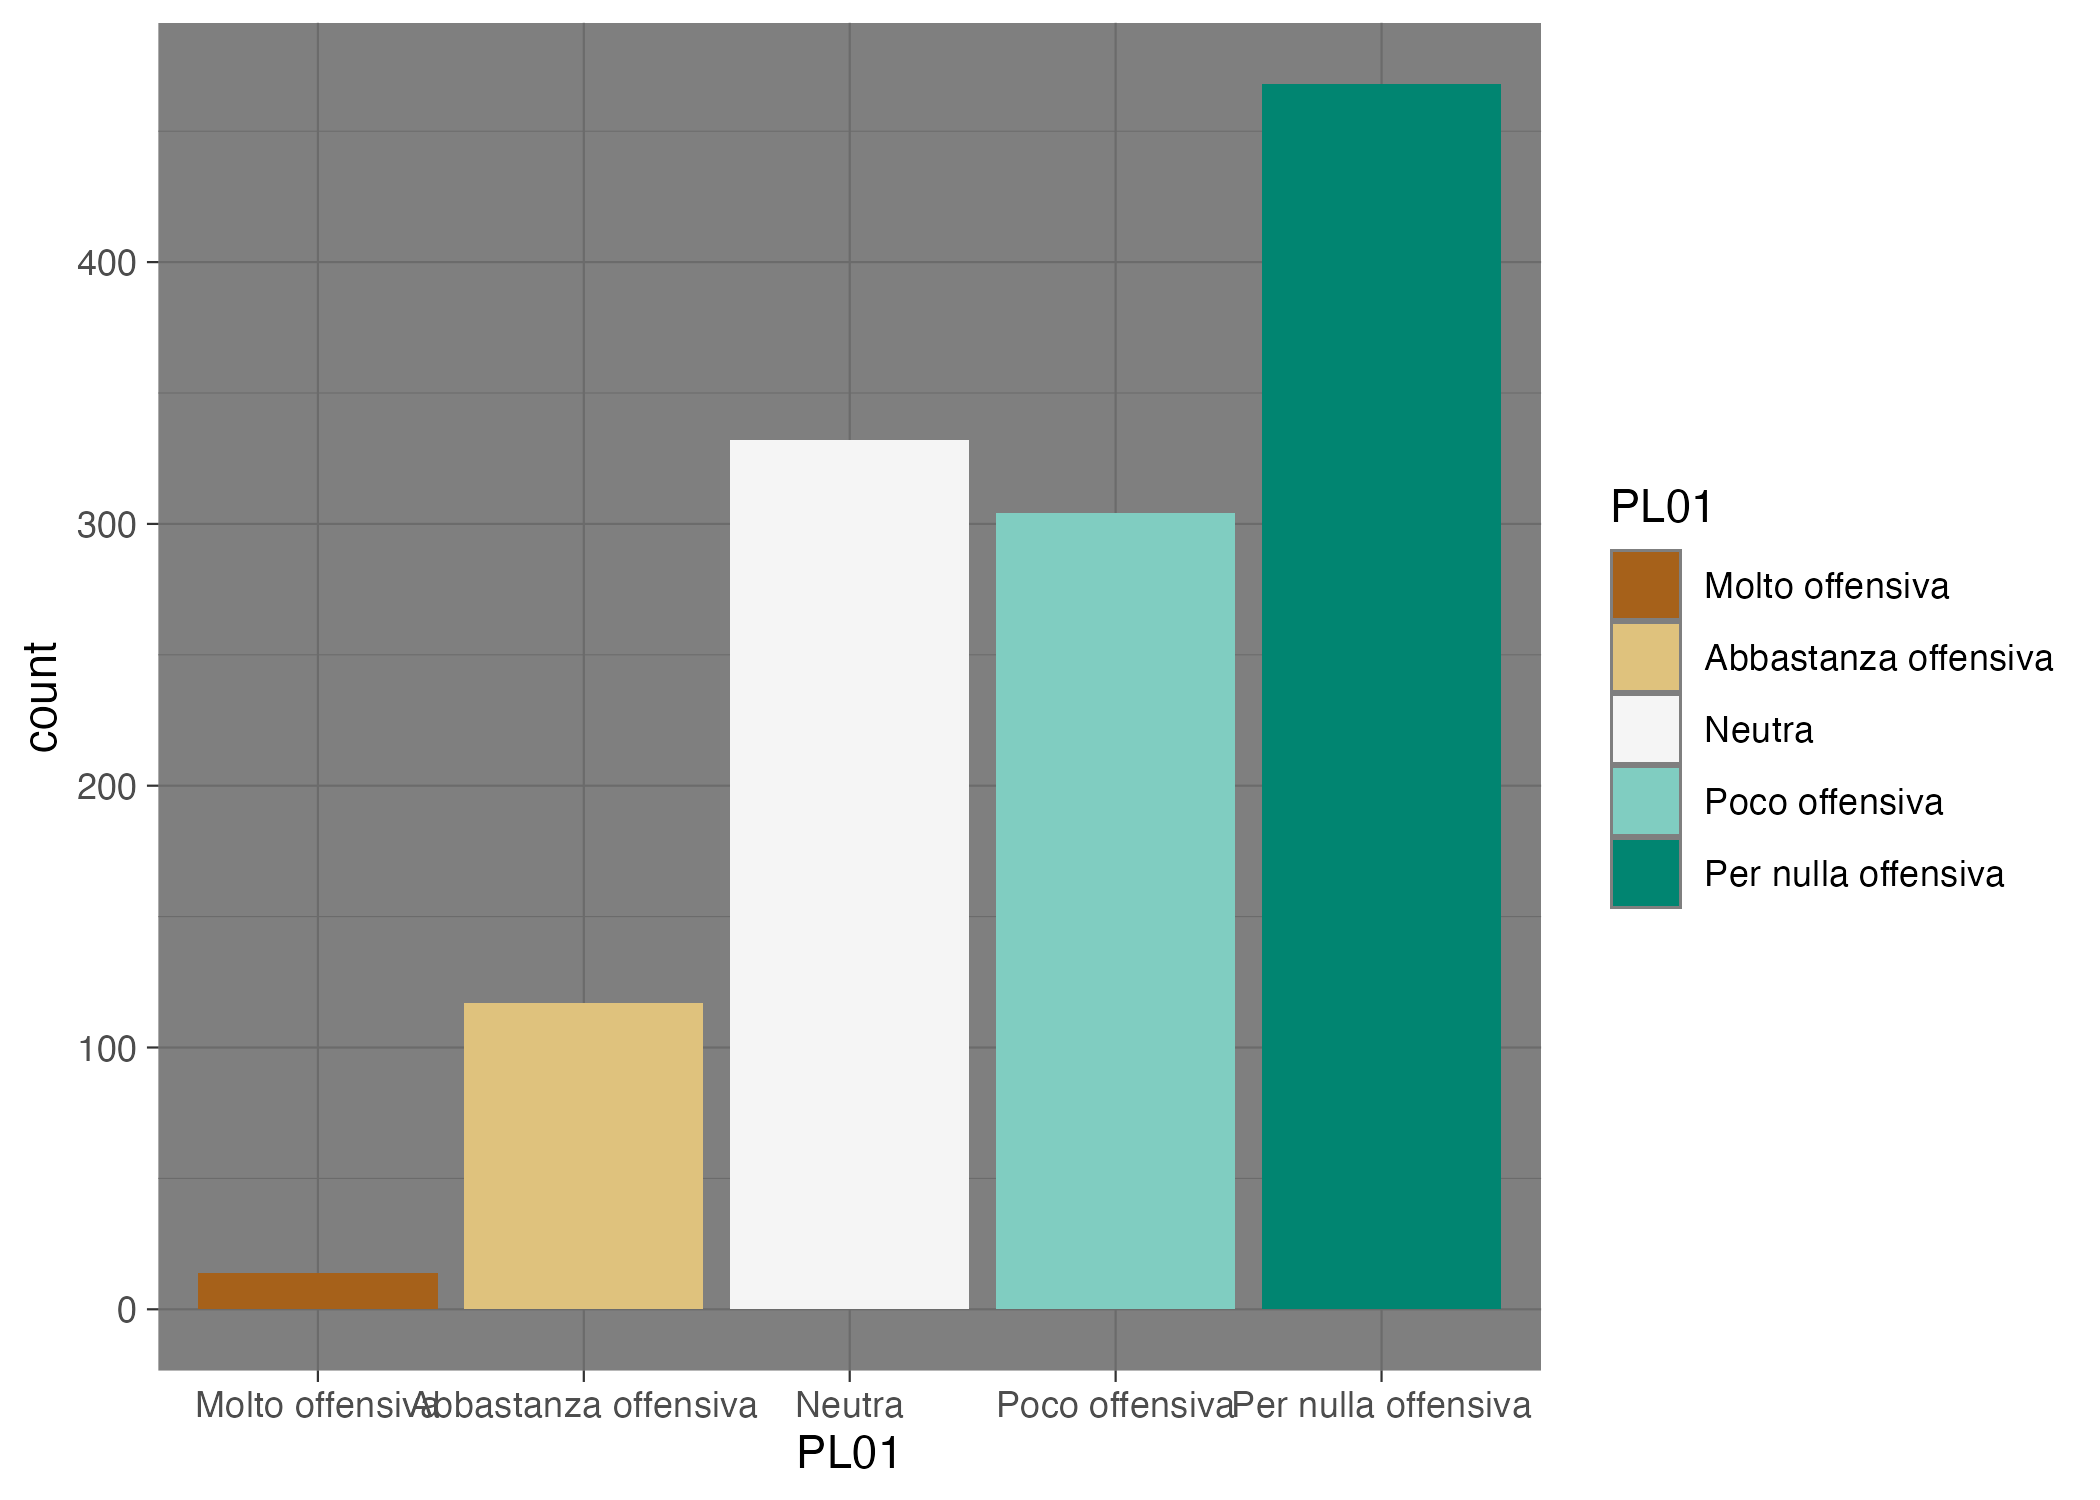 400
300
200
100
0
count
Molto offensiva Abbastanza offensiva Neutra Poco offensiva Per nulla offensiva
PL01
PL01
Molto offensiva
Abbastanza offensiva
Neutra
Poco offensiva
Per nulla offensiva